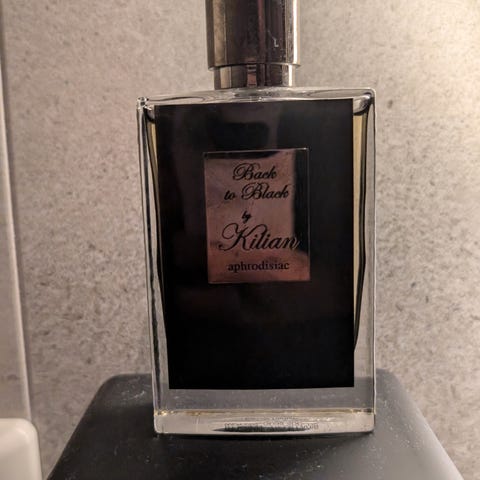 Back
to Black
by
Kilian
aphrodisiac